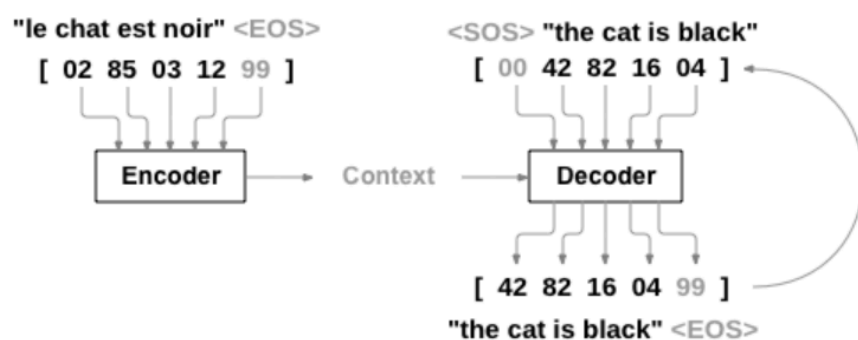 "le chat est noir" <EOS>
[ 02 85 03 12 99 ]
Encoder
Context
<SOS> "the cat is black"
[ 00 42 82 16 04 ]
Decoder
[ 42 82 16 04 99 ]
"the cat is black" <EOS>